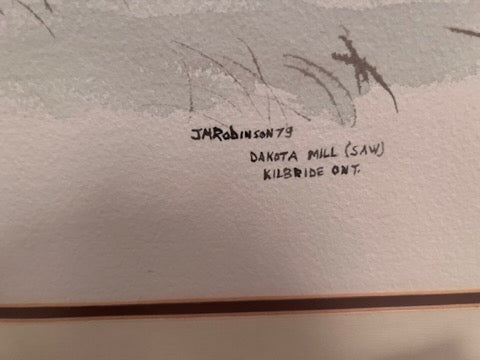 JMRobinson79
DAKOTA MILL (SAW)
KILBRIDE ONT.